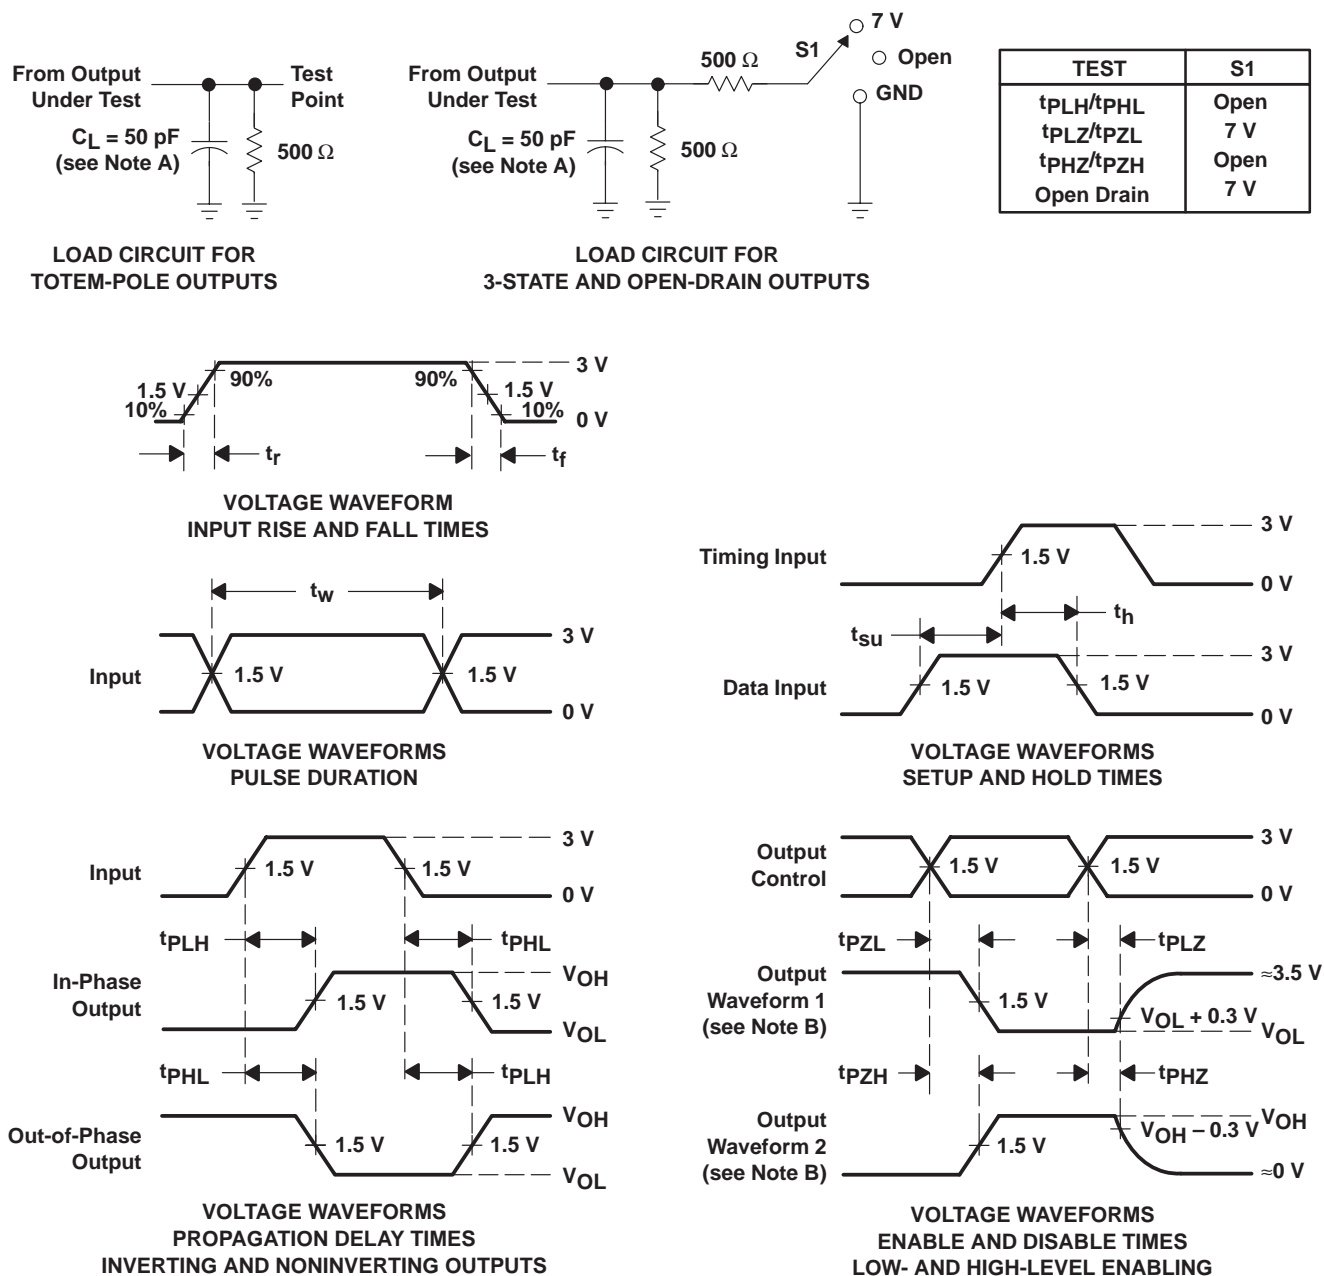 From Output
Under Test
Test
Point
CL = 50 pF
(see Note A)
500 Ω
LOAD CIRCUIT FOR
TOTEM-POLE OUTPUTS
From Output
Under Test
500 Ω
S1
7 V
Open
GND
CL = 50 pF
(see Note A)
500 Ω
LOAD CIRCUIT FOR
3-STATE AND OPEN-DRAIN OUTPUTS
TEST S1
tPLH/tPHL Open
tPLZ/tPZL 7 V
tPHZ/tPZH Open
Open Drain 7 V
3 V
90% 90%
1.5 V 1.5 V
10% 10%
0 V
tr tf
VOLTAGE WAVEFORM
INPUT RISE AND FALL TIMES
tw
3 V
Input 1.5 V 1.5 V
0 V
VOLTAGE WAVEFORMS
PULSE DURATION
3 V
Timing Input 1.5 V
0 V
th
tsu
3 V
Data Input 1.5 V 1.5 V
0 V
VOLTAGE WAVEFORMS
SETUP AND HOLD TIMES
3 V
Input 1.5 V 1.5 V
0 V
tPLH tPHL
In-Phase
Output
VOH
1.5 V 1.5 V
VOL
tPHL tPLH
Out-of-Phase
Output
VOH
1.5 V 1.5 V
VOL
VOLTAGE WAVEFORMS
PROPAGATION DELAY TIMES
INVERTING AND NONINVERTING OUTPUTS
3 V
Output
Control
1.5 V 1.5 V
0 V
tPZL tPLZ
Output
Waveform 1
(see Note B)
≈3.5 V
1.5 V
VOL + 0.3 V
VOL
tPZH tPHZ
Output
Waveform 2
(see Note B)
VOH
VOH – 0.3 V
1.5 V
≈0 V
VOLTAGE WAVEFORMS
ENABLE AND DISABLE TIMES
LOW- AND HIGH-LEVEL ENABLING